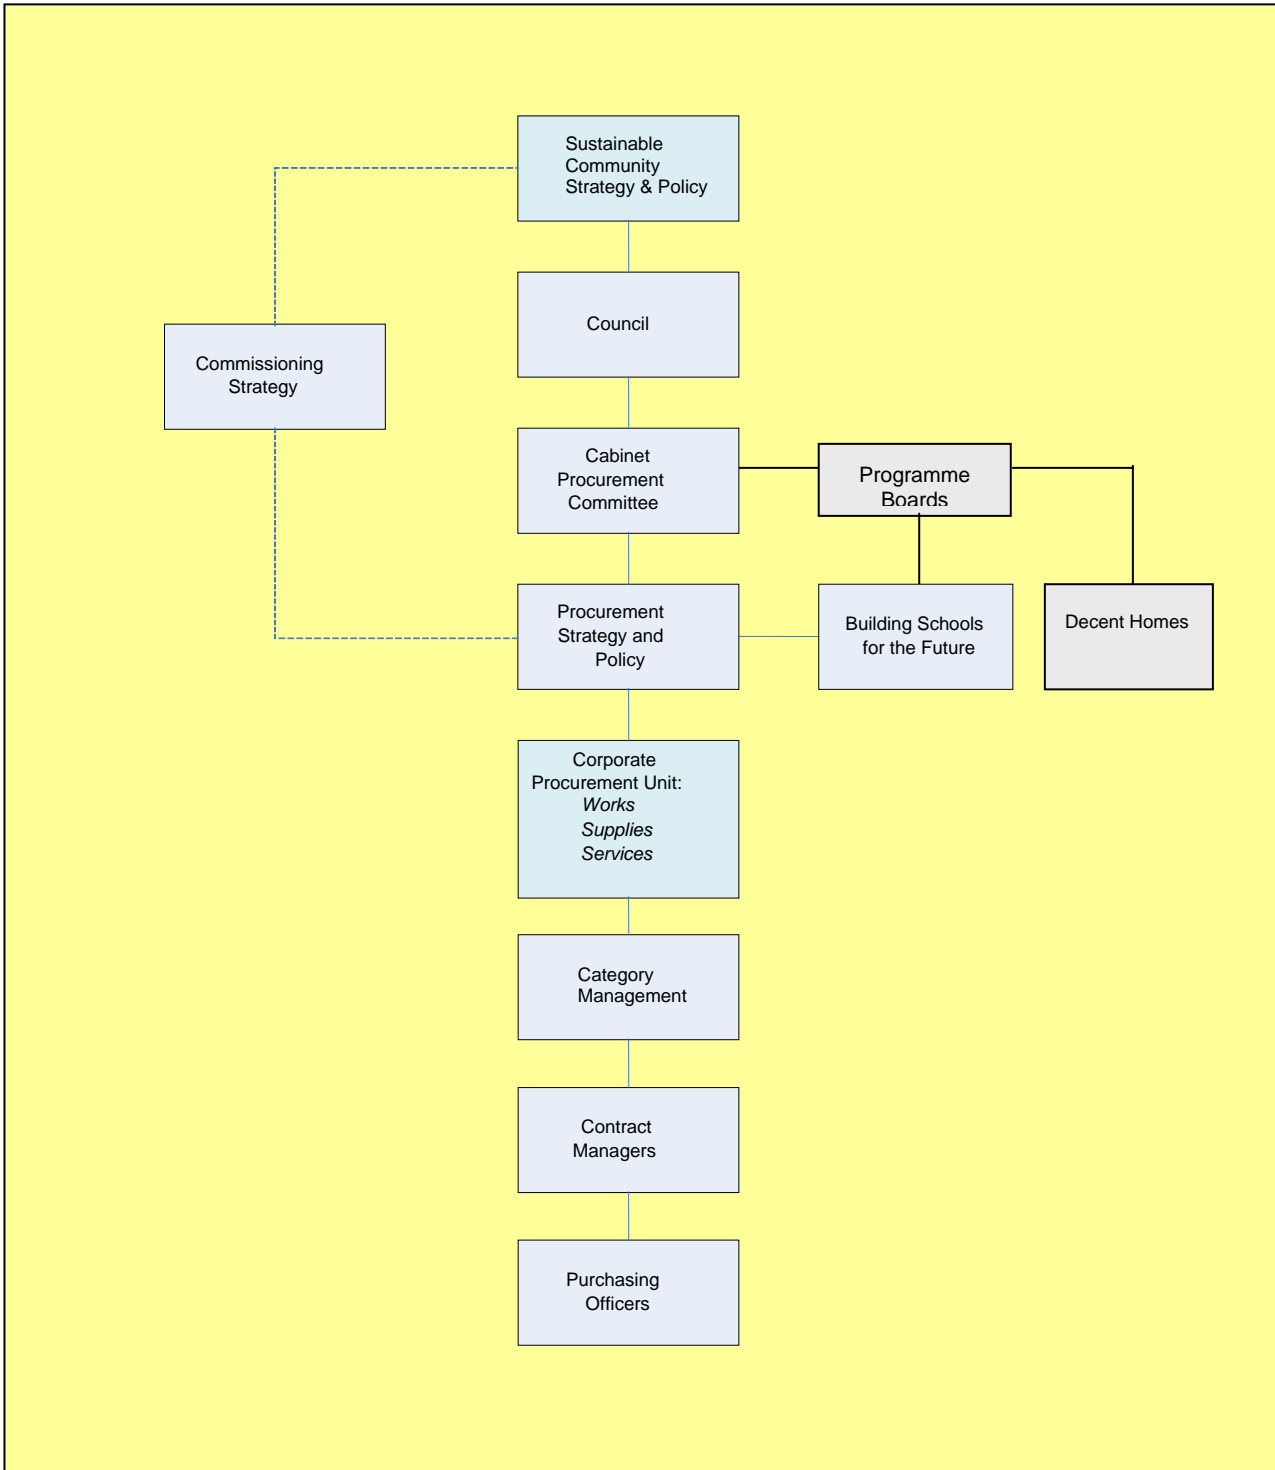 Sustainable
Community
Strategy & Policy
Council
Commissioning
Strategy
Cabinet
Procurement
Committee
Programme
Boards
Procurement
Strategy and
Policy
Building Schools
for the Future
Decent Homes
Corporate
Procurement Unit:
Works
Supplies
Services
Category
Management
Contract
Managers
Purchasing
Officers